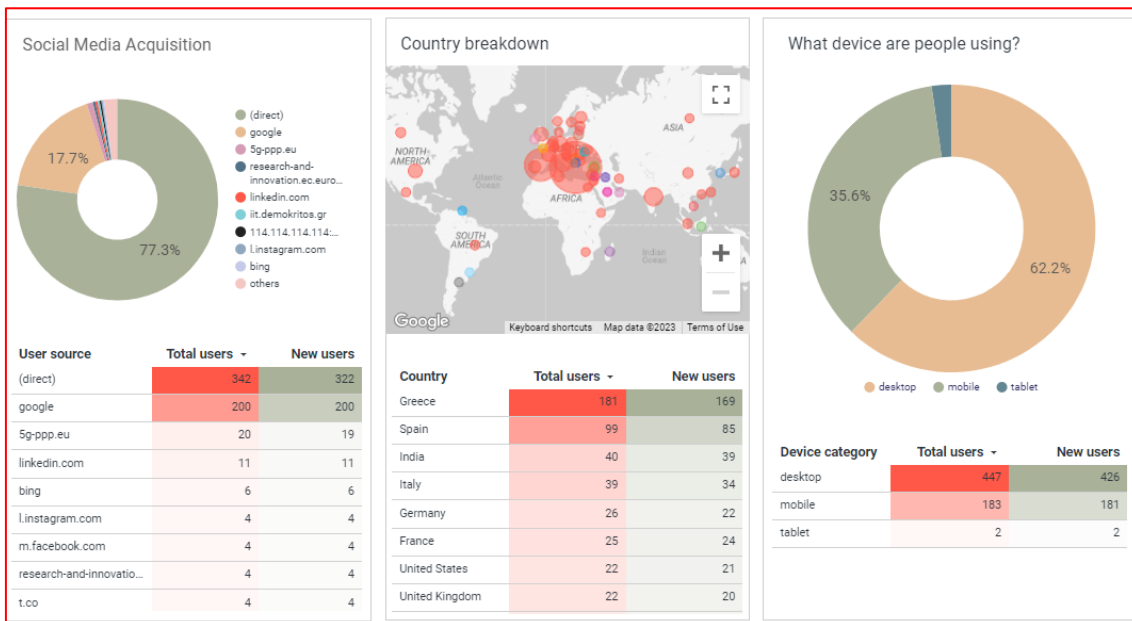 Social Media Acquisition
17.7%
77.3%
(direct)
google
5g-ppp.eu
research-and-
innovation.ec.euro...
linkedin.com
iit.demokritos.gr
114.114.114.114:...
l.instagram.com
bing
others
User source Total users New users
(direct) 342 322
google 200 200
5g-ppp.eu 20 19
linkedin.com 11 11
bing 6 6
l.instagram.com 4 4
m.facebook.com 4 4
research-and-innovatio... 4 4
t.co 4 4
Country breakdown
NORTH
AMERICA
Atlantic
Ocean
ASIA
AFRICA
SOUTH
AMERICA
Indian
Ocean
Google
Keyboard shortcuts Map data ©2023 Terms of Use
Country Total users New users
Greece 181 169
Spain 99 85
India 40 39
Italy 39 34
Germany 26 22
France 25 24
United States 22 21
United Kingdom 22 20
What device are people using?
35.6%
62.2%
desktop mobile tablet
Device category Total users New users
desktop 447 426
mobile 183 181
tablet 2 2